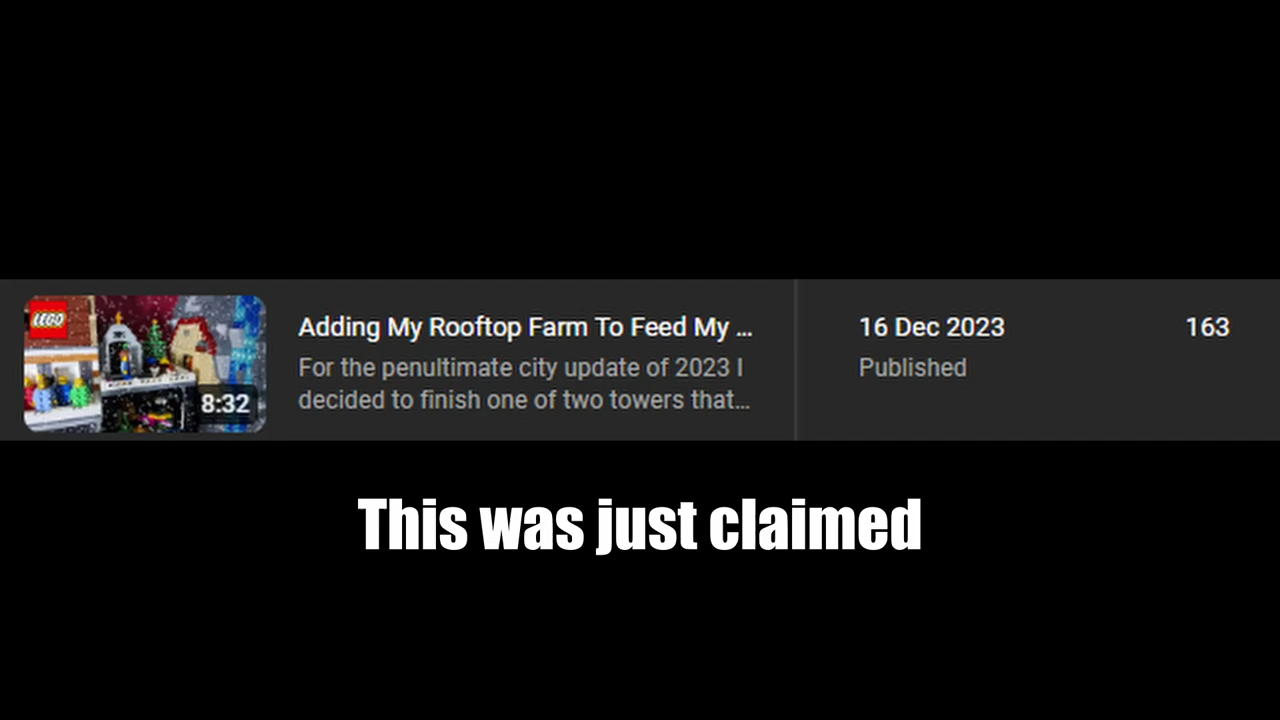 LEGO
8:32
Adding My Rooftop Farm To Feed My ...
For the penultimate city update of 2023 I
decided to finish one of two towers that...
16 Dec 2023
Published
163
This was just claimed